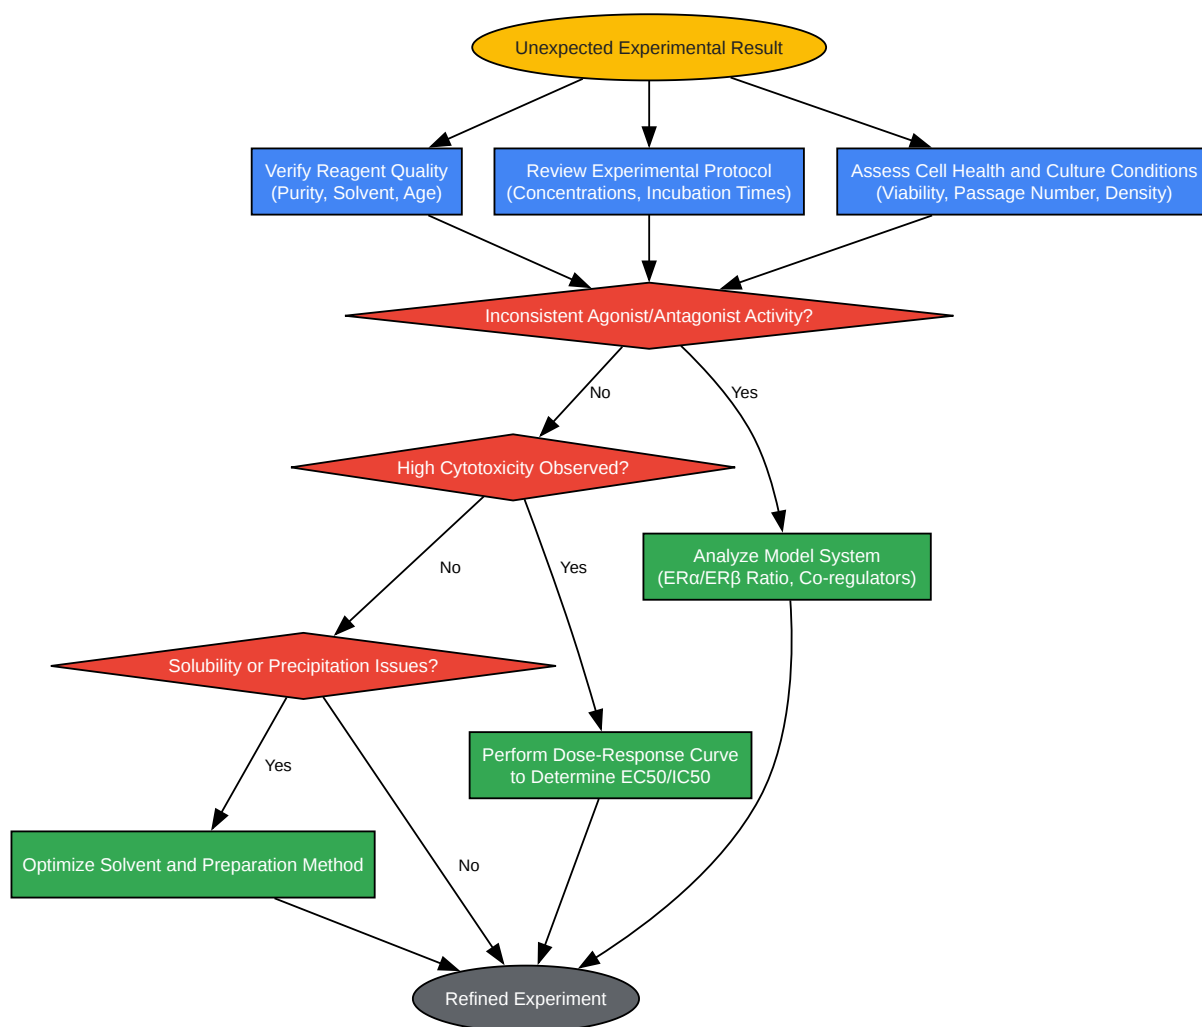 Unexpected Experimental Result
Verify Reagent Quality
(Purity, Solvent, Age)
Review Experimental Protocol
(Concentrations, Incubation Times)
Assess Cell Health and Culture Conditions
(Viability, Passage Number, Density)
Inconsistent Agonist/Antagonist Activity?
No
Yes
High Cytotoxicity Observed?
No
Yes
Analyze Model System
(ERα/ERβ Ratio, Co-regulators)
Solubility or Precipitation Issues?
Yes
No
Perform Dose-Response Curve
to Determine EC50/IC50
Optimize Solvent and Preparation Method
Refined Experiment